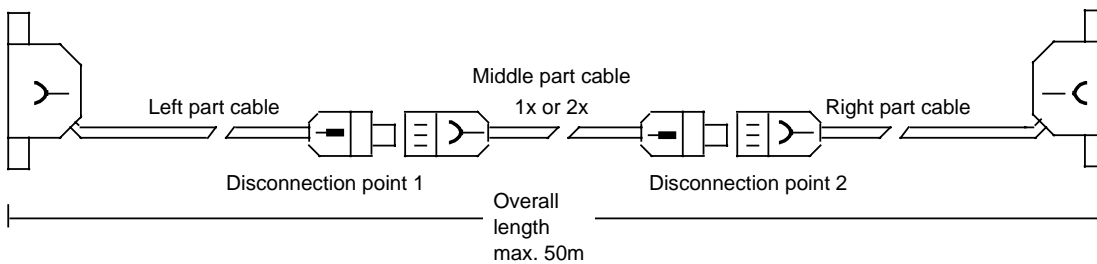 Middle part cable
1x or 2x
Left part cable
Right part cable
Disconnection point 1
Disconnection point 2
Overall
length
max. 50m